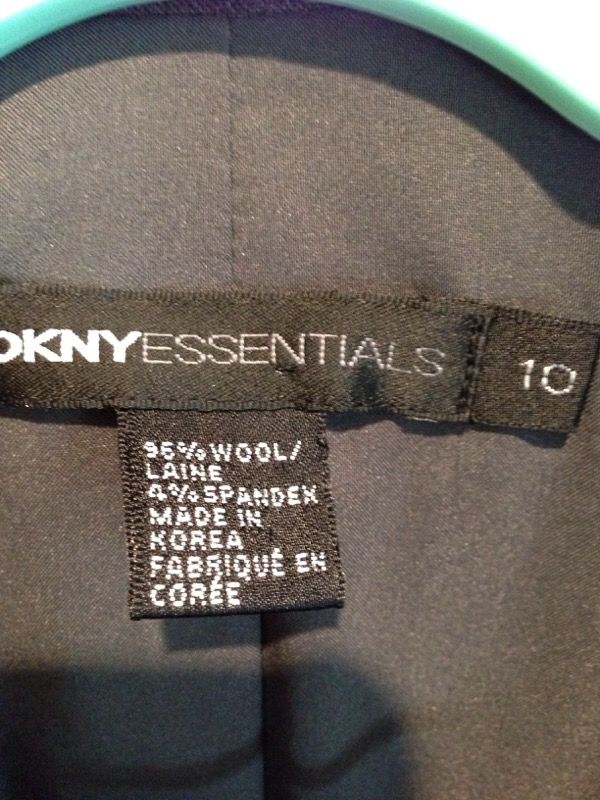 DKNYESSENTIALS 10
96% WOOL/
LAINE
4% SPANDEX
MADE IN
KOREA
FABRIQUÉ EN
CORÉE